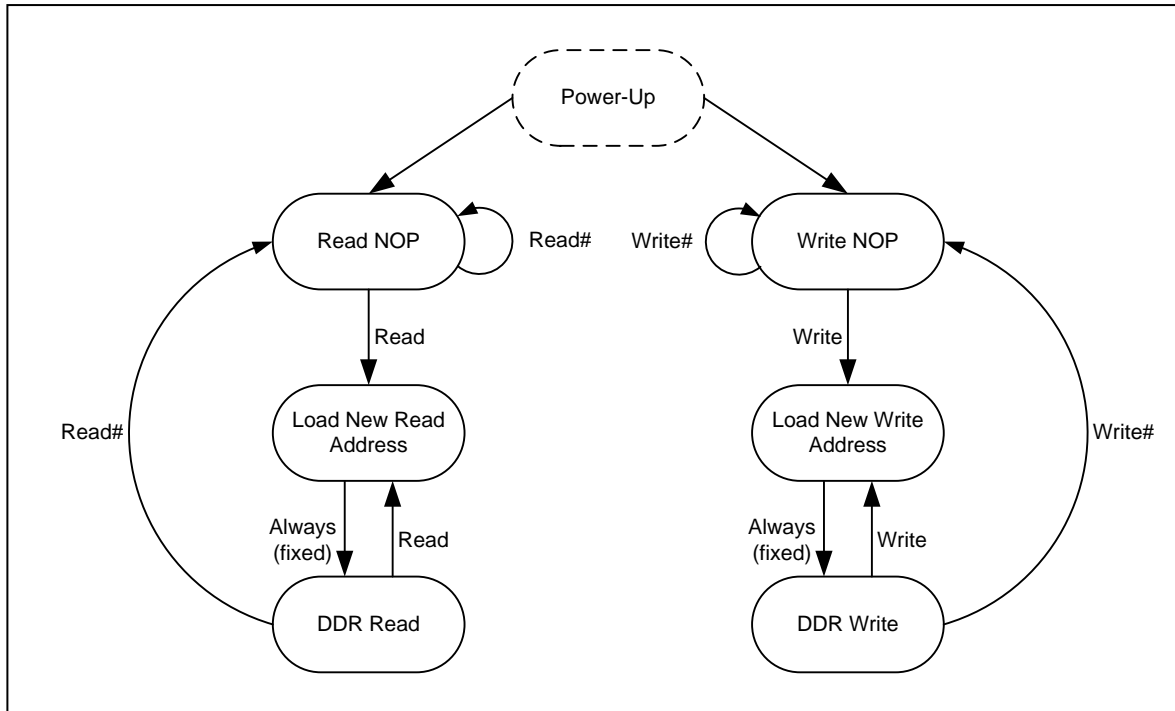 Power-Up
Read NOP
Read#
Write#
Write NOP
Read
Write
Load New Read
Address
Load New Write
Address
Read#
Write#
Always
(fixed)
Read
Always
(fixed)
Write
DDR Read
DDR Write